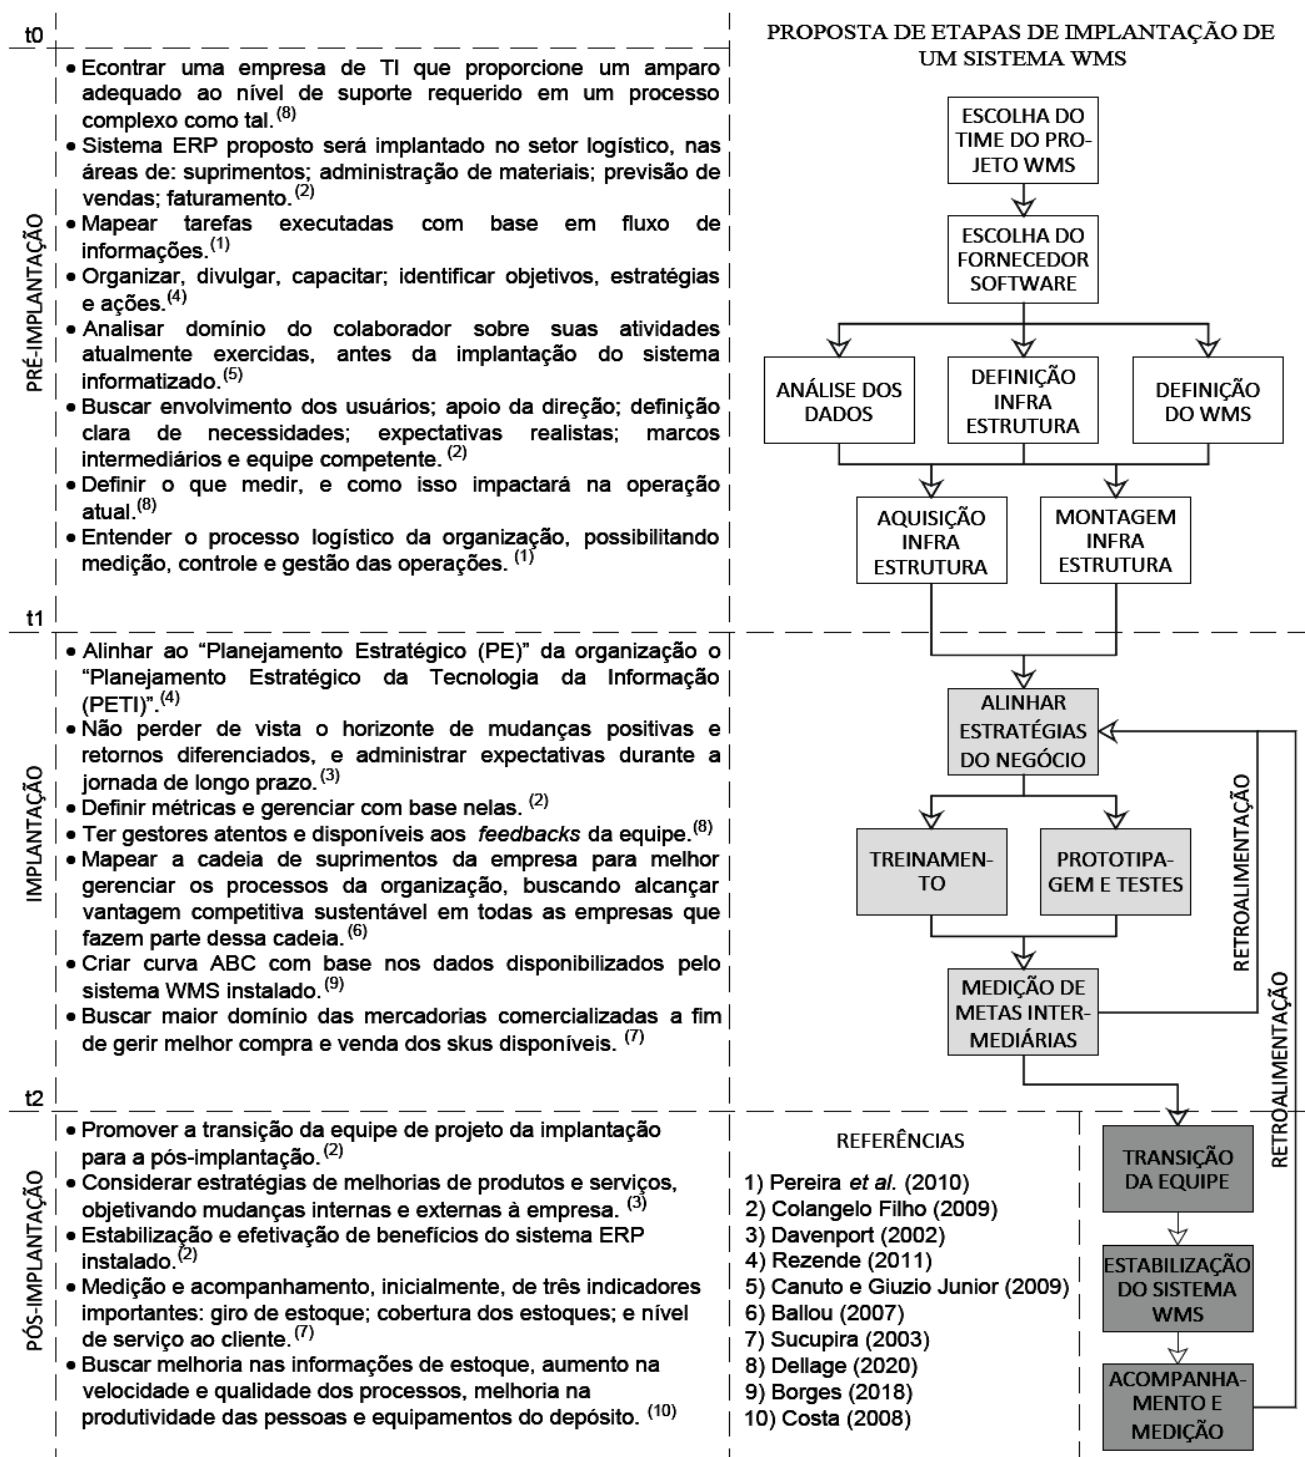 t0
PRÉ-IMPLANTAÇÃO
• Econtrar uma empresa de TI que proporcione um amparo
adequado ao nível de suporte requerido em um processo
complexo como tal.(8)
• Sistema ERP proposto será implantado no setor logístico, nas
áreas de: suprimentos; administração de materiais; previsão de
vendas; faturamento.(2)
• Mapear tarefas executadas com base em fluxo de
informações.(1)
• Organizar, divulgar, capacitar; identificar objetivos, estratégias
e ações.(4)
• Analisar domínio do colaborador sobre suas atividades
atualmente exercidas, antes da implantação do sistema
informatizado.(5)
• Buscar envolvimento dos usuários; apoio da direção; definição
clara de necessidades; expectativas realistas; marcos
intermediários e equipe competente.(2)
• Definir o que medir, e como isso impactará na operação
atual.(8)
• Entender o processo logístico da organização, possibilitando
medição, controle e gestão das operações. (1)
t1
IMPLANTAÇÃO
• Alinhar ao “Planejamento Estratégico (PE)” da organização o
“Planejamento Estratégico da Tecnologia da Informação
(PETI)”.(4)
• Não perder de vista o horizonte de mudanças positivas e
retornos diferenciados, e administrar expectativas durante a
jornada de longo prazo.(3)
• Definir métricas e gerenciar com base nelas. (2)
• Ter gestores atentos e disponíveis aos feedbacks da equipe.(8)
• Mapear a cadeia de suprimentos da empresa para melhor
gerenciar os processos da organização, buscando alcançar
vantagem competitiva sustentável em todas as empresas que
fazem parte dessa cadeia.(6)
• Criar curva ABC com base nos dados disponibilizados pelo
sistema WMS instalado.(9)
• Buscar maior domínio das mercadorias comercializadas a fim
de gerir melhor compra e venda dos skus disponíveis. (7)
t2
PÓS-IMPLANTAÇÃO
• Promover a transição da equipe de projeto da implantação
para a pós-implantação.(2)
• Considerar estratégias de melhorias de produtos e serviços,
objetivando mudanças internas e externas à empresa. (3)
• Estabilização e efetivação de benefícios do sistema ERP
instalado.(2)
• Medição e acompanhamento, inicialmente, de três indicadores
importantes: giro de estoque; cobertura dos estoques; e nível
de serviço ao cliente.(7)
• Buscar melhoria nas informações de estoque, aumento na
velocidade e qualidade dos processos, melhoria na
produtividade das pessoas e equipamentos do depósito. (10)
PROPOSTA DE ETAPAS DE IMPLANTAÇÃO DE
UM SISTEMA WMS
ESCOLHA DO
TIME DO PRO-
JETO WMS
ESCOLHA DO
FORNECEDOR
SOFTWARE
ANÁLISE DOS
DADOS
DEFINIÇÃO
INFRA
ESTRUTURA
DEFINIÇÃO
DO WMS
AQUISIÇÃO
INFRA
ESTRUTURA
MONTAGEM
INFRA
ESTRUTURA
ALINHAR
ESTRATÉGIAS
DO NEGÓCIO
TREINAMEN-
TO
PROTOTIPA-
GEM E TESTES
MEDIÇÃO DE
METAS INTER-
MEDIÁRIAS
RETROALIMENTAÇÃO
RETROALIMENTAÇÃO
REFERÊNCIAS
1) Pereira et al. (2010)
2) Colangelo Filho (2009)
3) Davenport (2002)
4) Rezende (2011)
5) Canuto e Giuzio Junior (2009)
6) Ballou (2007)
7) Sucupira (2003)
8) Dellage (2020)
9) Borges (2018)
10) Costa (2008)
TRANSIÇÃO
DA EQUIPE
ESTABILIZAÇÃO
DO SISTEMA
WMS
ACOMPANHA-
MENTO E
MEDIÇÃO